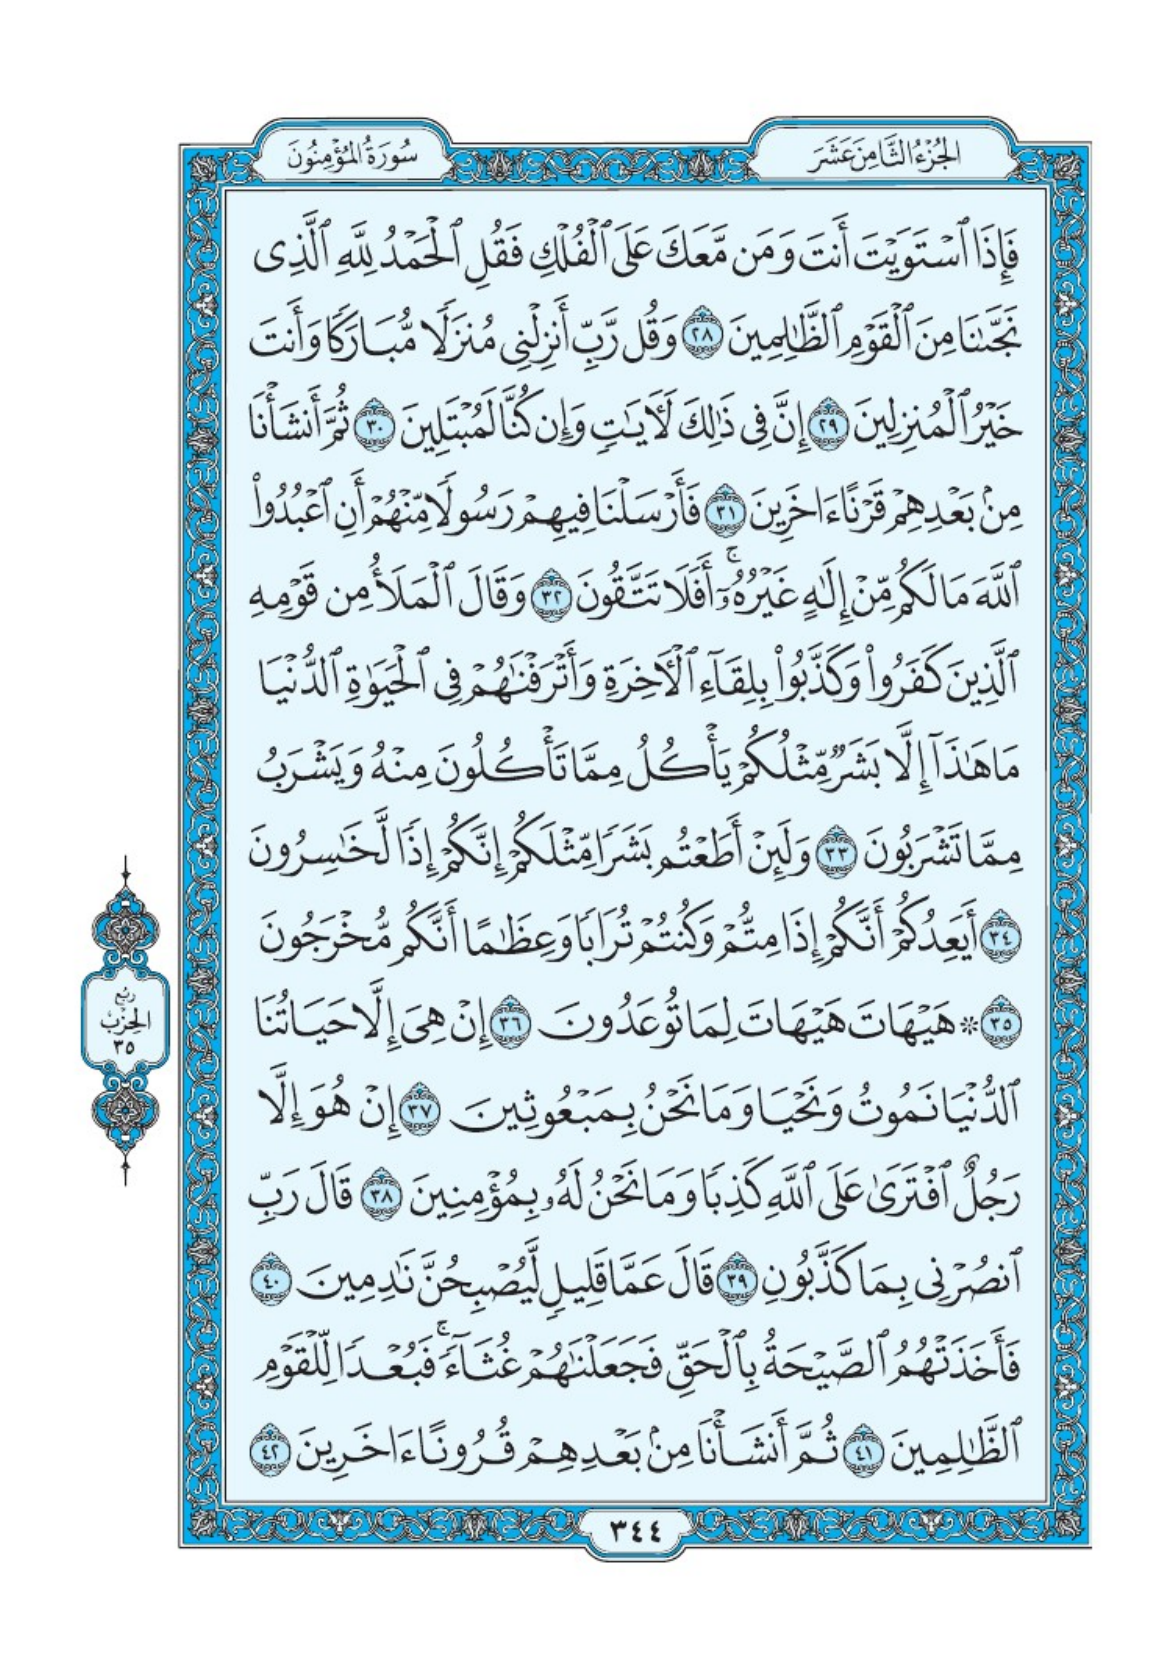 الجُزْءُ الثَّامِنَ عَشَرَ
سُورَةُ المُؤْمِنُونَ
فَإِذَا ٱسْتَوَيْتَ أَنتَ وَمَن مَّعَكَ عَلَى ٱلْفُلْكِ فَقُلِ ٱلْحَمْدُ لِلَّهِ ٱلَّذِى
نَجَّىٰنَا مِنَ ٱلْقَوْمِ ٱلظَّٰلِمِينَ ٢٨ وَقُل رَّبِّ أَنزِلْنِى مُنزَلًا مُّبَارَكًا وَأَنتَ
خَيْرُ ٱلْمُنزِلِينَ ٢٩ إِنَّ فِى ذَٰلِكَ لَءَايَٰتٍ وَإِن كُنَّا لَمُبْتَلِينَ ٣٠ ثُمَّ أَنشَأْنَا
مِنۢ بَعْدِهِمْ قَرْنًا ءَاخَرِينَ ٣١ فَأَرْسَلْنَا فِيهِمْ رَسُولًا مِّنْهُمْ أَنِ ٱعْبُدُوا۟
ٱللَّهَ مَا لَكُم مِّنْ إِلَٰهٍ غَيْرُهُۥٓ ۚ أَفَلَا تَتَّقُونَ ٣٢ وَقَالَ ٱلْمَلَأُ مِن قَوْمِهِ
ٱلَّذِينَ كَفَرُوا۟ وَكَذَّبُوا۟ بِلِقَآءِ ٱلْءَاخِرَةِ وَأَتْرَفْنَٰهُمْ فِى ٱلْحَيَوٰةِ ٱلدُّنْيَا
مَا هَٰذَآ إِلَّا بَشَرٌ مِّثْلُكُمْ يَأْكُلُ مِمَّا تَأْكُلُونَ مِنْهُ وَيَشْرَبُ
مِمَّا تَشْرَبُونَ ٣٣ وَلَئِنْ أَطَعْتُم بَشَرًا مِّثْلَكُمْ إِنَّكُمْ إِذًا لَّخَٰسِرُونَ
٣٤ أَيَعِدُكُمْ أَنَّكُمْ إِذَا مِتُّمْ وَكُنتُمْ تُرَابًا وَعِظَٰمًا أَنَّكُم مُّخْرَجُونَ
٣٥ * هَيْهَاتَ هَيْهَاتَ لِمَا تُوعَدُونَ ٣٦ إِنْ هِىَ إِلَّا حَيَاتُنَا
ٱلدُّنْيَا نَمُوتُ وَنَحْيَا وَمَا نَحْنُ بِمَبْعُوثِينَ ٣٧ إِنْ هُوَ إِلَّا
رَجُلٌ ٱفْتَرَىٰ عَلَى ٱللَّهِ كَذِبًا وَمَا نَحْنُ لَهُۥ بِمُؤْمِنِينَ ٣٨ قَالَ رَبِّ
ٱنصُرْنِى بِمَا كَذَّبُونِ ٣٩ قَالَ عَمَّا قَلِيلٍ لَّيُصْبِحُنَّ نَٰدِمِينَ ٤٠
فَأَخَذَتْهُمُ ٱلصَّيْحَةُ بِٱلْحَقِّ فَجَعَلْنَٰهُمْ غُثَآءً ۚ فَبُعْدًا لِّلْقَوْمِ
ٱلظَّٰلِمِينَ ٤١ ثُمَّ أَنشَأْنَا مِنۢ بَعْدِهِمْ قُرُونًا ءَاخَرِينَ ٤٢
رُبْع
الحِزْبِ
٣٥
٣٤٤